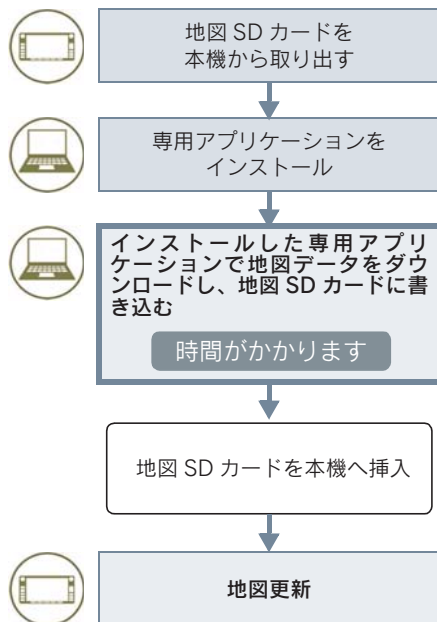 地図 SD カードを
本機から取り出す
専用アプリケーションを
インストール
インストールした専用アプリ
ケーションで地図データをダウ
ンロードし、地図 SD カードに書
き込む
時間がかかります
地図 SD カードを本機へ挿入
地図更新